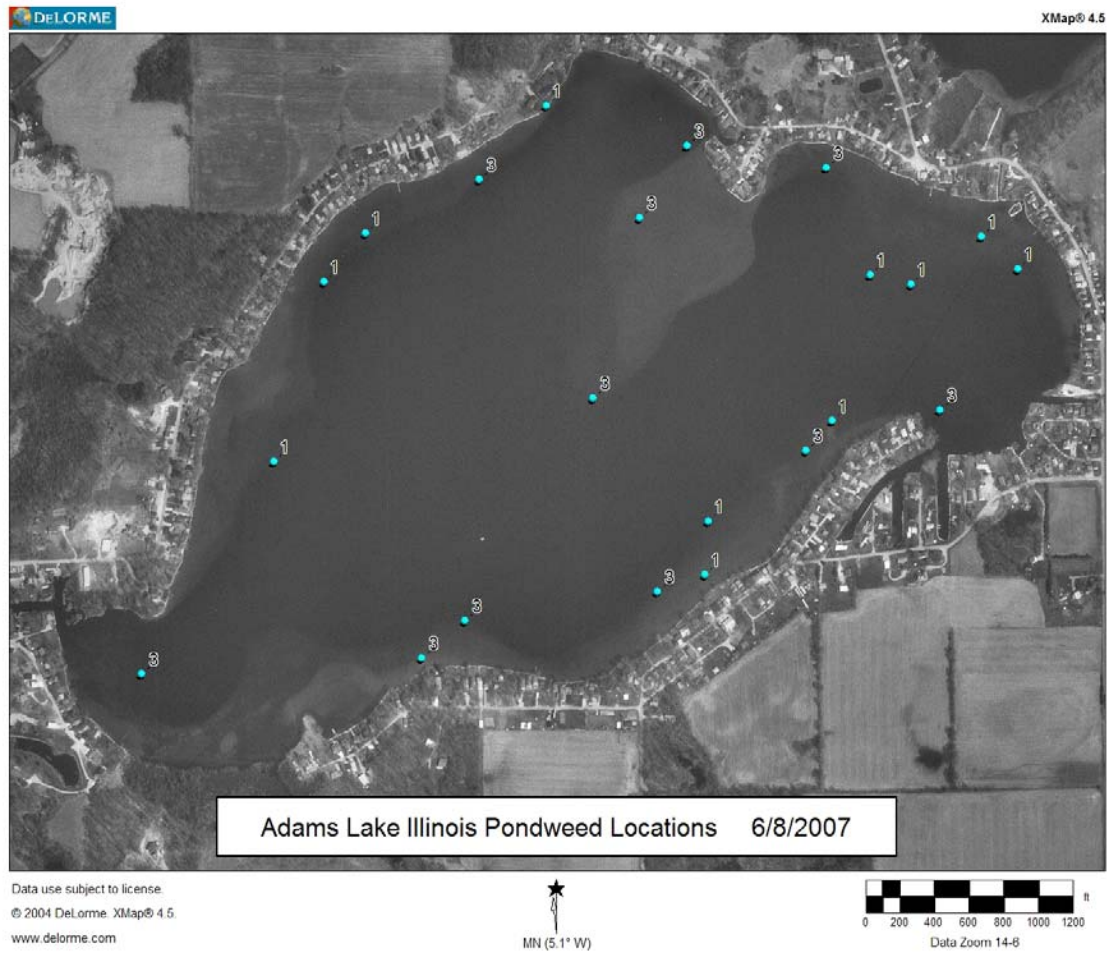 DELORME
XMap® 4.5
1
3
3
3
3
1
1
1
1
1
1
3
3
1
3
1
1
1
3
3
3
3
Adams Lake Illinois Pondweed Locations 6/8/2007
Data use subject to license.
© 2004 DeLorme. XMap® 4.5.
www.delorme.com
MN (5.1° W)
0 200 400 600 800 1000 1200
ft
Data Zoom 14-6